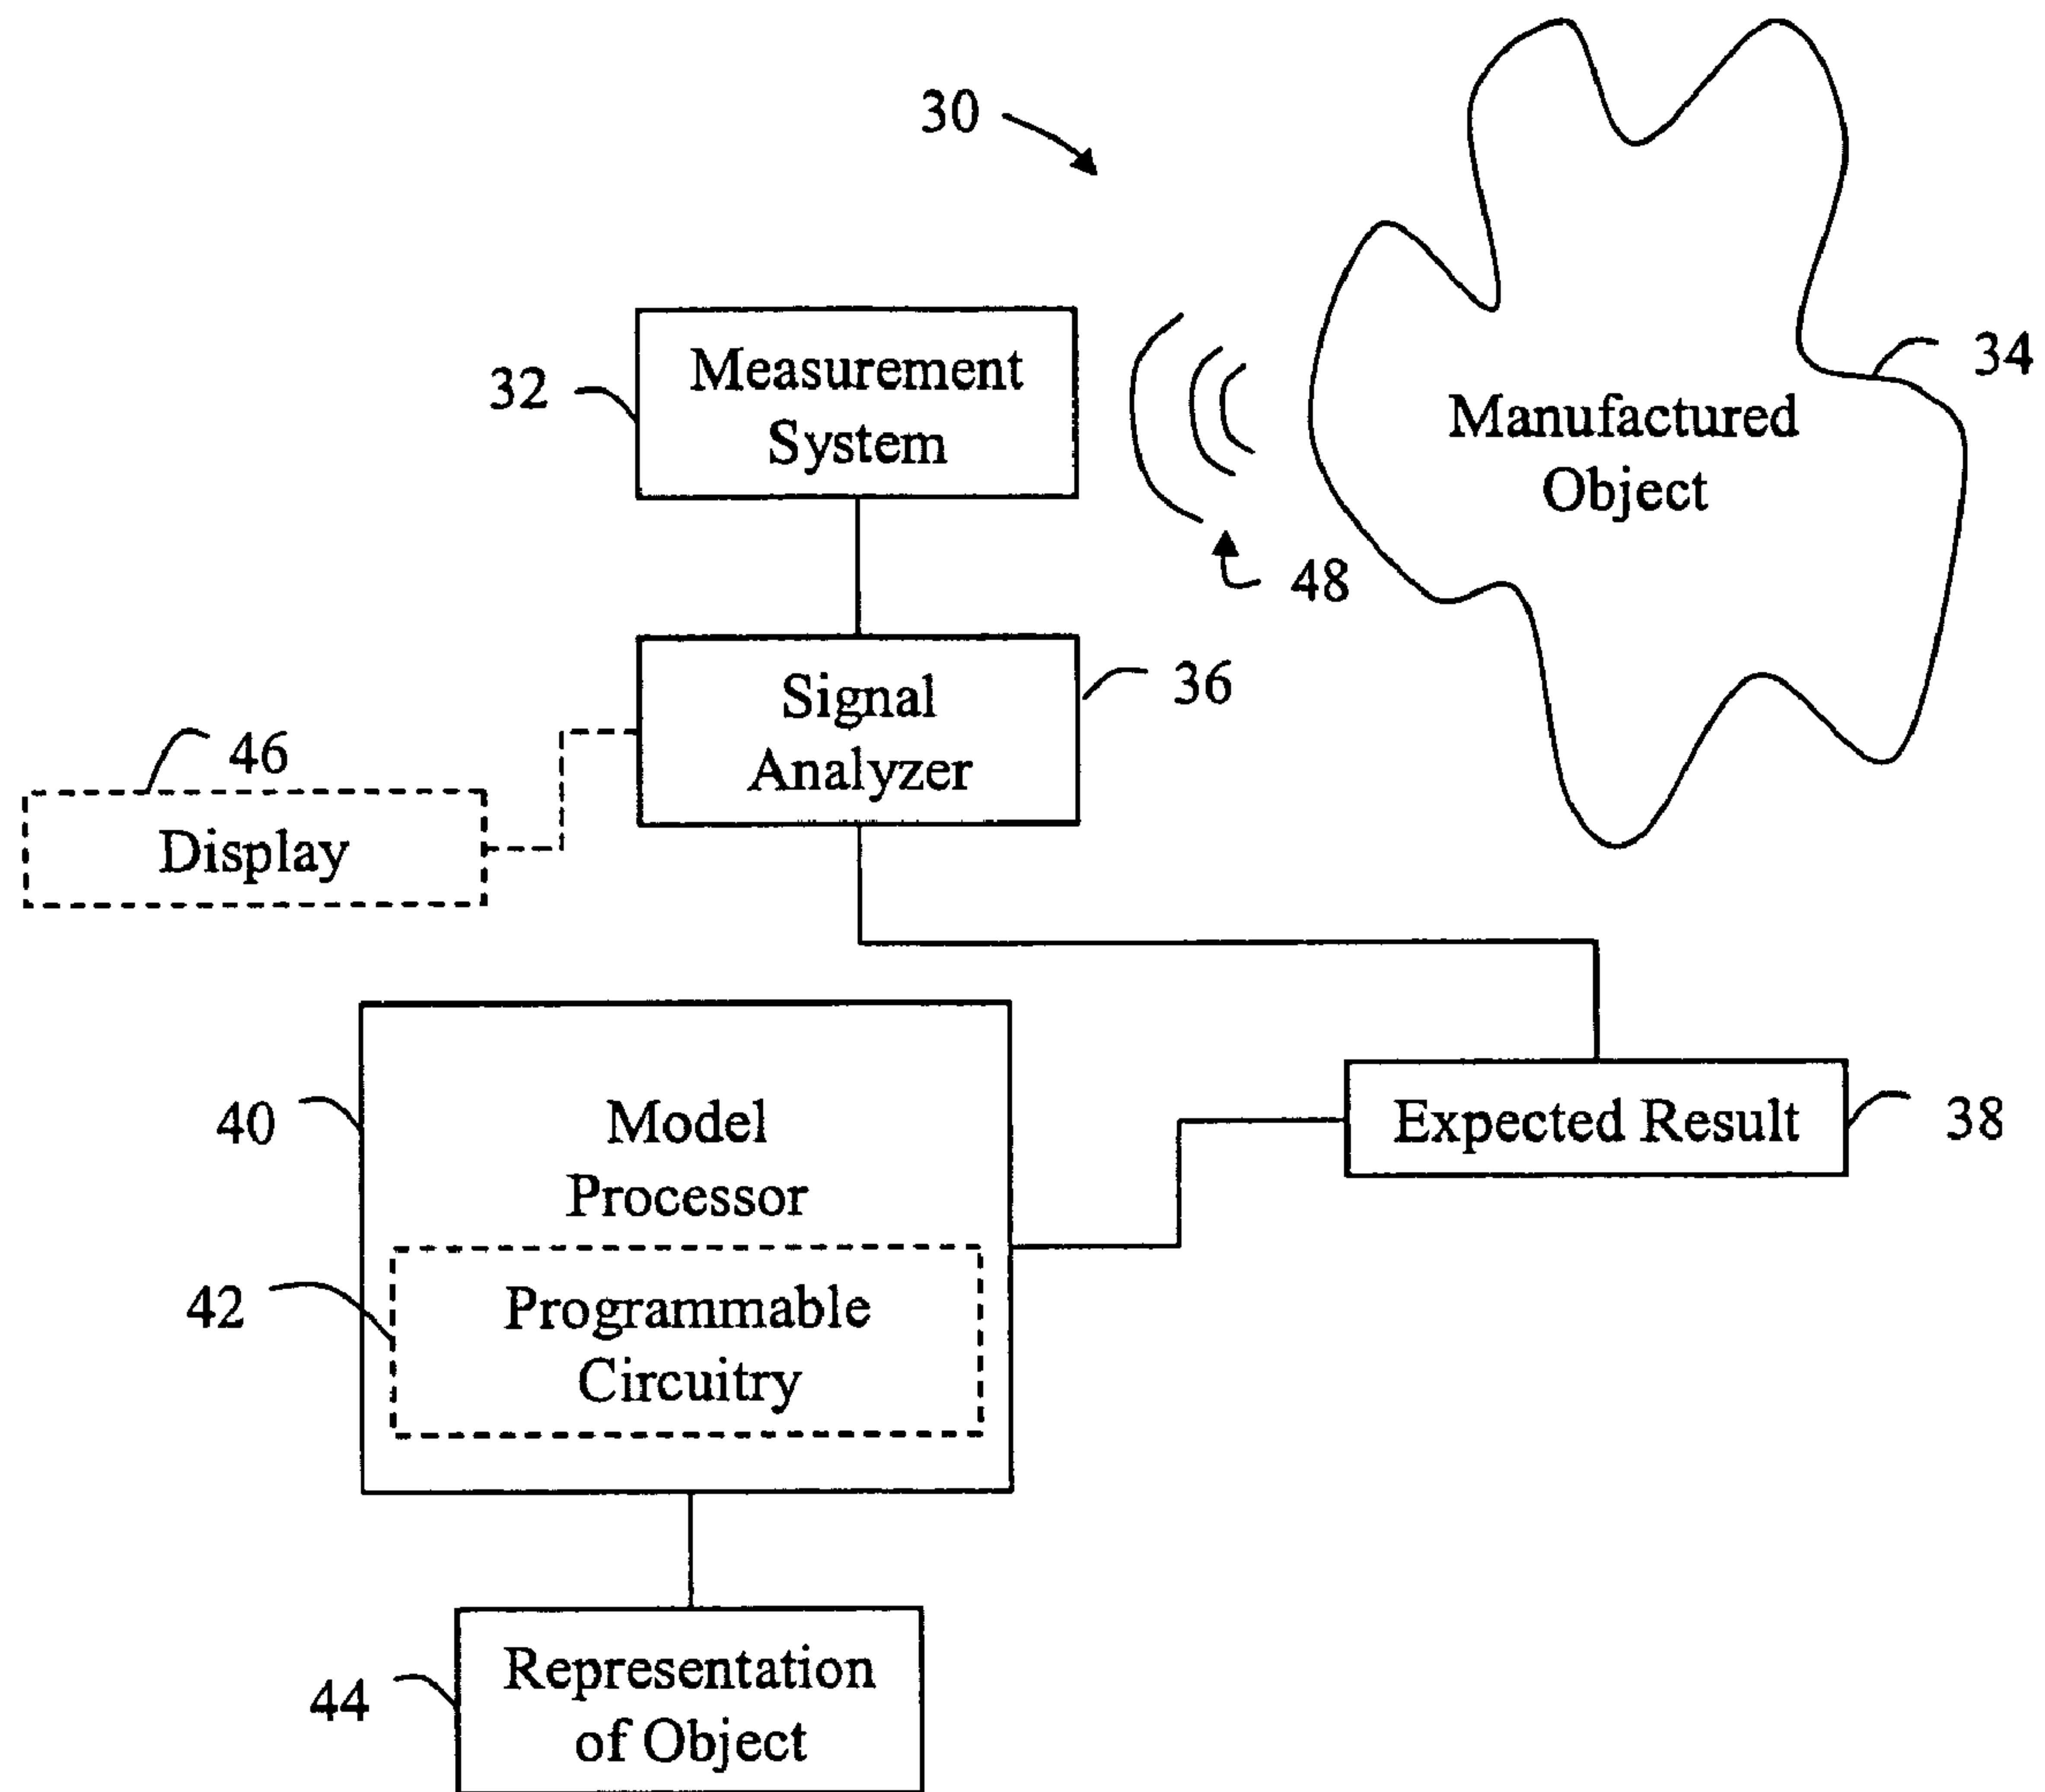 30
32
Measurement
System
34
Manufactured
Object
48
Signal
Analyzer
36
46
Display
40
Model
Processor
Expected Result
38
42
Programmable
Circuitry
44
Representation
of Object